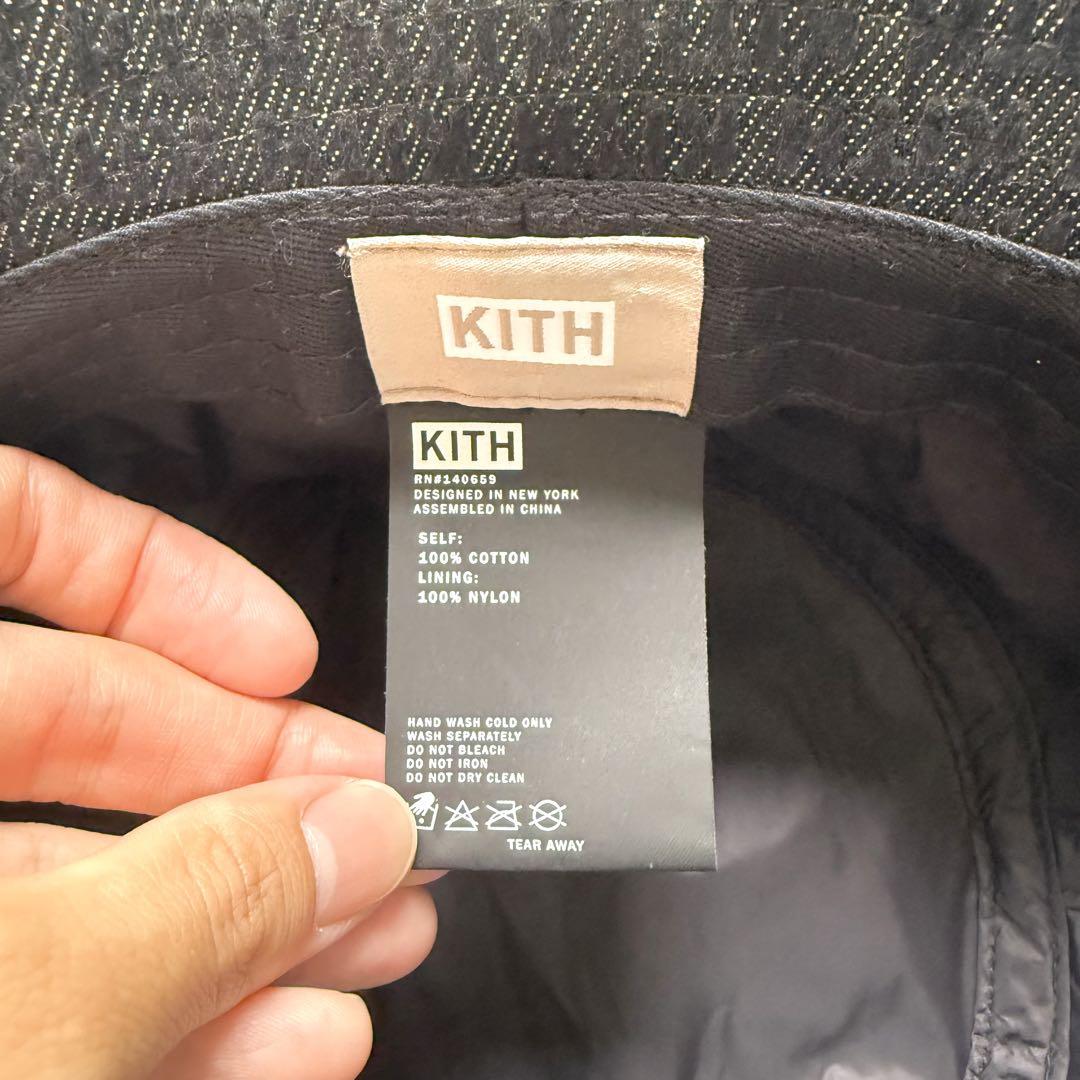 KITH
KITH
RN#140659
DESIGNED IN NEW YORK
ASSEMBLED IN CHINA
SELF:
100% COTTON
LINING:
100% NYLON
HAND WASH COLD ONLY
WASH SEPARATELY
DO NOT BLEACH
DO NOT IRON
DO NOT DRY CLEAN
TEAR AWAY